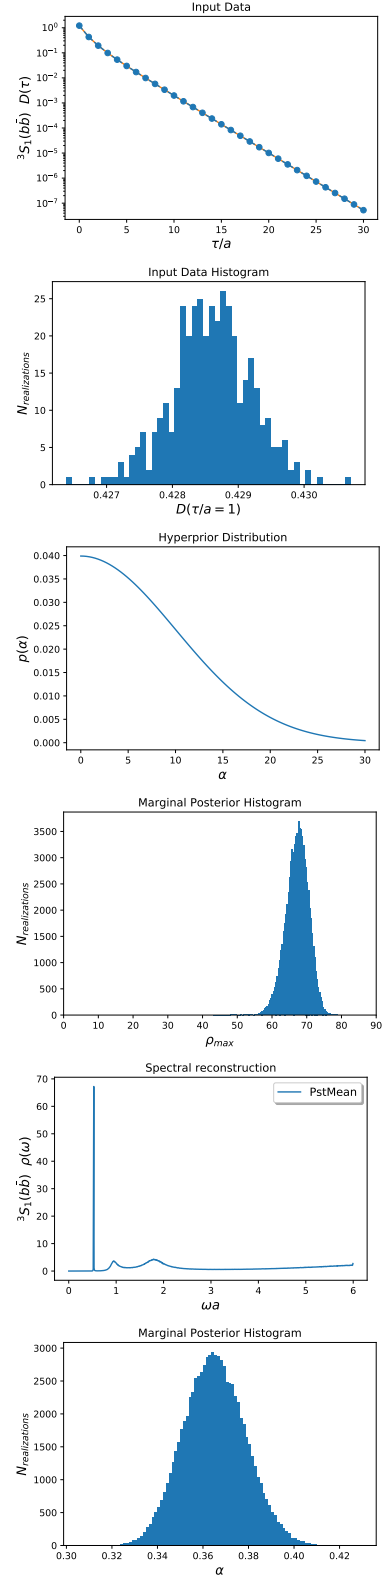 Input Data
10⁰
10⁻¹
10⁻²
10⁻³
10⁻⁴
10⁻⁵
10⁻⁶
10⁻⁷
³S₁(bb̄) D(τ)
0 5 10 15 20 25 30
τ/a
Input Data Histogram
25
20
15
10
5
0
N_realizations
0.427 0.428 0.429 0.430
D(τ/a = 1)
Hyperprior Distribution
0.040
0.035
0.030
0.025
0.020
0.015
0.010
0.005
0.000
p(α)
0 5 10 15 20 25 30
α
Marginal Posterior Histogram
3500
3000
2500
2000
1500
1000
500
0
N_realizations
0 10 20 30 40 50 60 70 80 90
ρ_max
Spectral reconstruction
70
60
50
40
30
20
10
0
³S₁(bb̄) ρ(ω)
PstMean
0 1 2 3 4 5 6
ωa
Marginal Posterior Histogram
3000
2500
2000
1500
1000
500
0
N_realizations
0.30 0.32 0.34 0.36 0.38 0.40 0.42
α